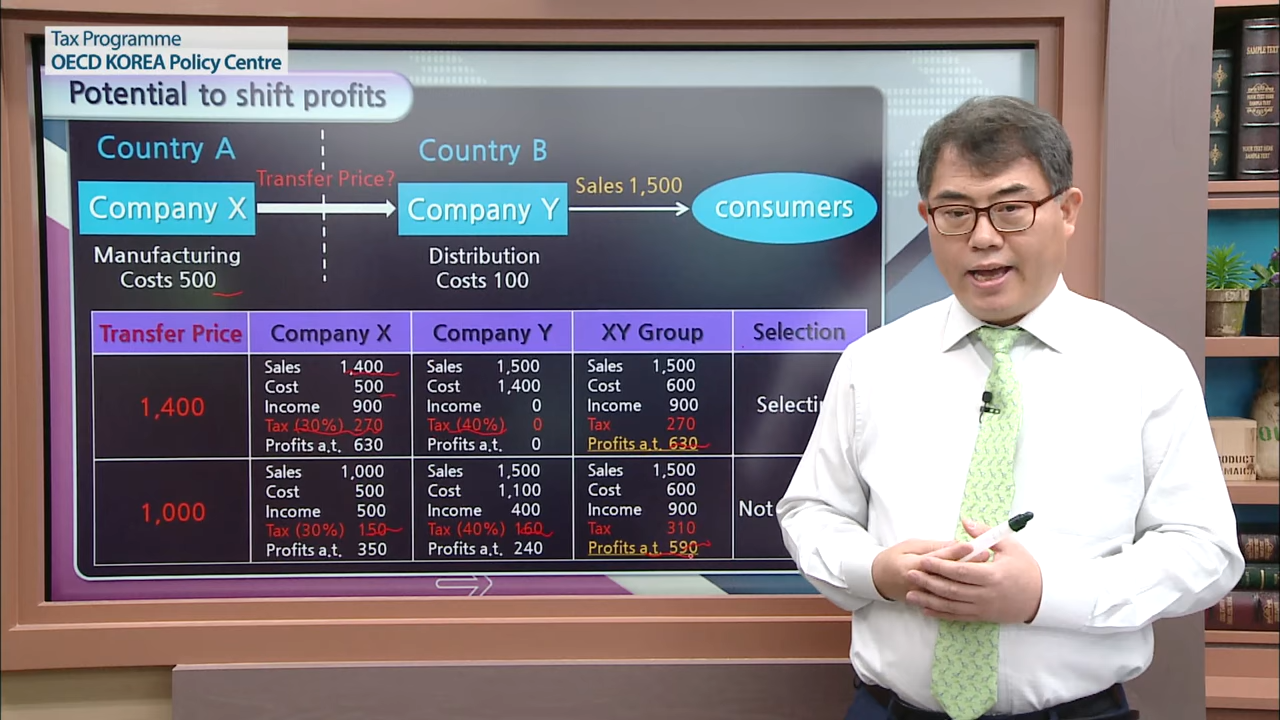 Tax Programme
OECD KOREA Policy Centre
Potential to shift profits
Country A
Country B
Transfer Price?
Sales 1,500
Company X
Company Y
consumers
Manufacturing
Costs 500
Distribution
Costs 100
Transfer Price Company X Company Y XY Group Selection
1,400
Sales 1,400
Cost 500
Income 900
Tax (30%) 270
Profits a.t. 630
Sales 1,500
Cost 1,400
Income 0
Tax (40%) 0
Profits a.t. 0
Sales 1,500
Cost 600
Income 900
Tax 270
Profits a.t. 630
1,000
Sales 1,000
Cost 500
Income 500
Tax (30%) 150
Profits a.t. 350
Sales 1,500
Cost 1,100
Income 400
Tax (40%) 160
Profits a.t. 240
Sales 1,500
Cost 600
Income 900
Tax 310
Profits a.t. 590
Not
SAMPLE TEXT